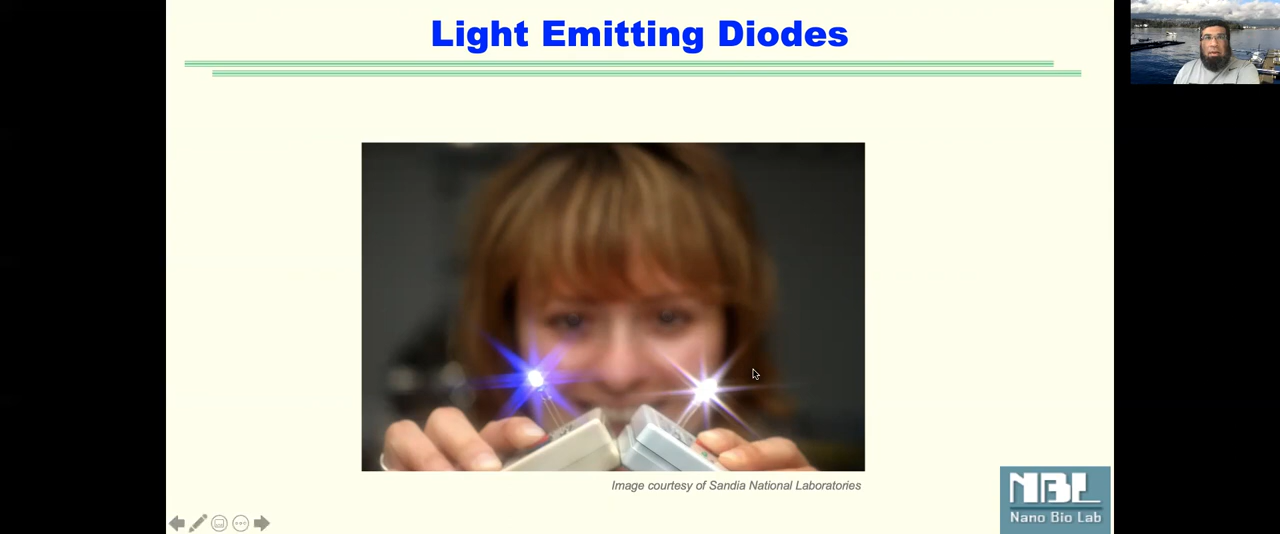 Light Emitting Diodes
Image courtesy of Sandia National Laboratories
NBL
Nano Bio Lab